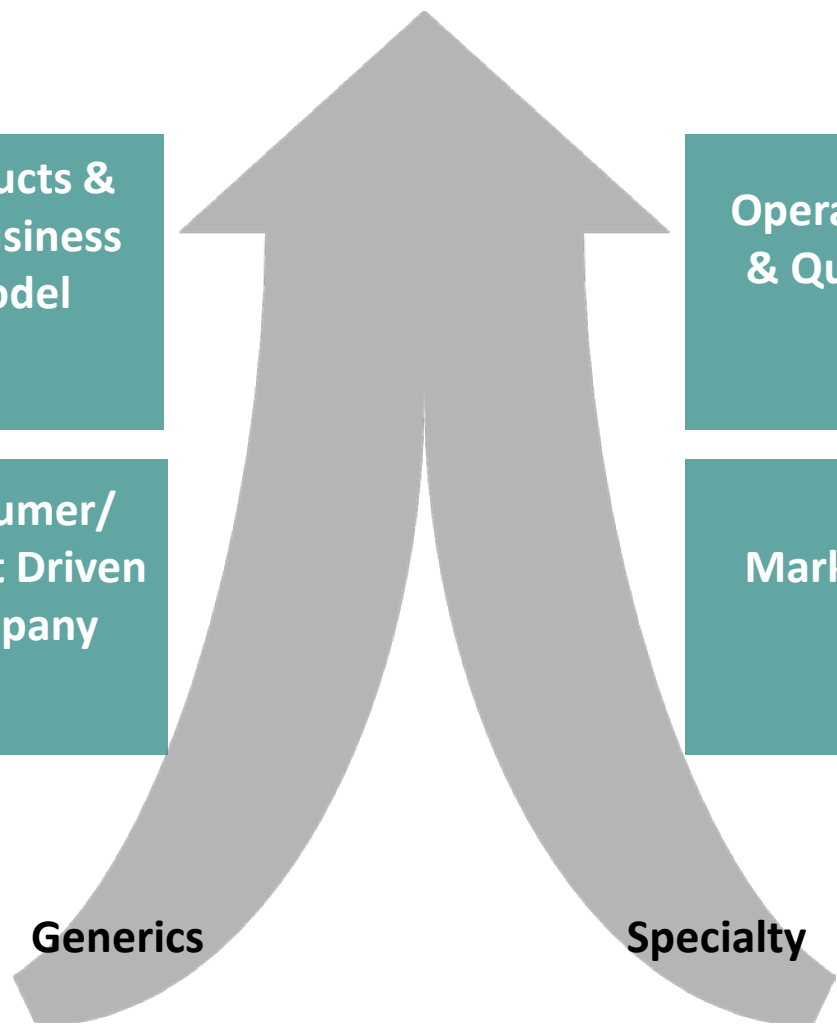 ucts &
siness
odel
Opera
& Qu
umer/
t Driven
pany
Mark
Generics
Specialty